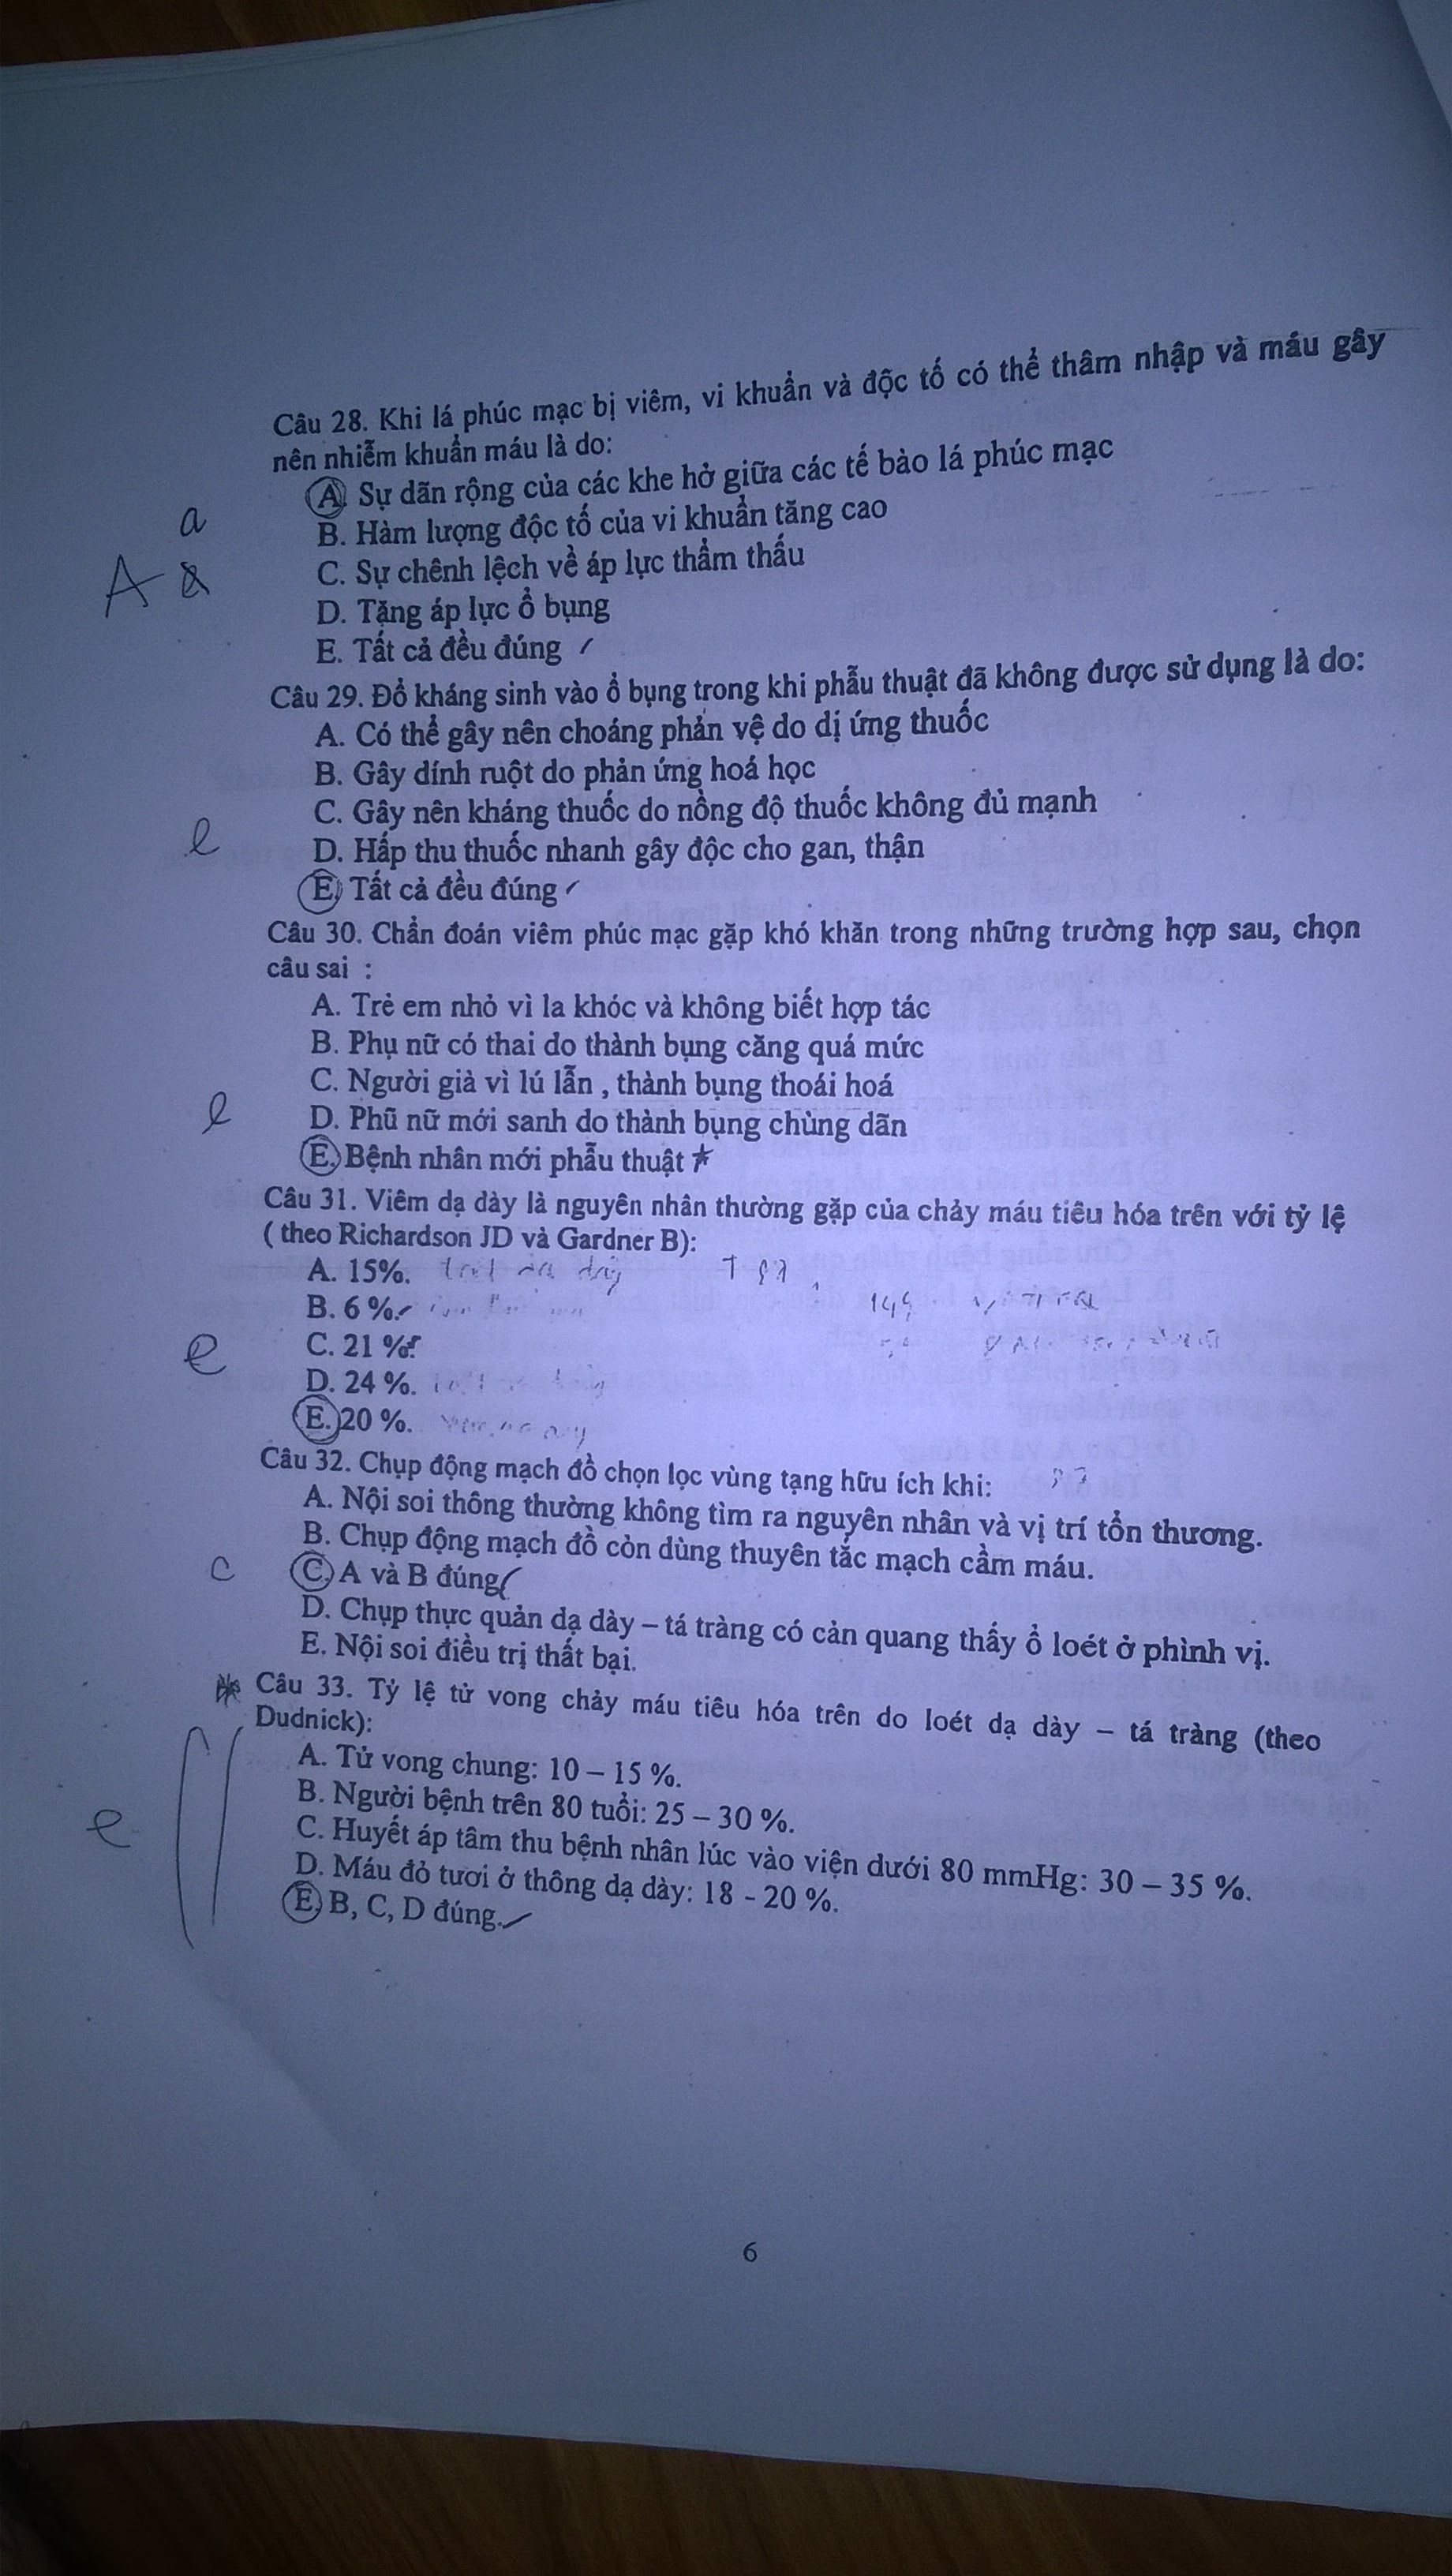 Câu 28. Khi lá phúc mạc bị viêm, vi khuẩn và độc tố có thể thâm nhập và máu gây
nên nhiễm khuẩn máu là do:
A. Sự dãn rộng của các khe hở giữa các tế bào lá phúc mạc
a
B. Hàm lượng độc tố của vi khuẩn tăng cao
A a
C. Sự chênh lệch về áp lực thẩm thấu
D. Tặng áp lực ổ bụng
E. Tất cả đều đúng
Câu 29. Đổ kháng sinh vào ổ bụng trong khi phẫu thuật đã không được sử dụng là do:
A. Có thể gây nên choáng phản vệ do dị ứng thuốc
B. Gây dính ruột do phản ứng hoá học
C. Gây nên kháng thuốc do nồng độ thuốc không đủ mạnh
e
D. Hấp thu thuốc nhanh gây độc cho gan, thận
E. Tất cả đều đúng
Câu 30. Chẩn đoán viêm phúc mạc gặp khó khăn trong những trường hợp sau, chọn
câu sai :
A. Trẻ em nhỏ vì la khóc và không biết hợp tác
B. Phụ nữ có thai do thành bụng căng quá mức
C. Người già vì lú lẫn , thành bụng thoái hoá
e
D. Phũ nữ mới sanh do thành bụng chùng dãn
E. Bệnh nhân mới phẫu thuật
Câu 31. Viêm dạ dày là nguyên nhân thường gặp của chảy máu tiêu hóa trên với tỷ lệ
( theo Richardson JD và Gardner B):
A. 15%.
B. 6 %.
C. 21 %.
e
D. 24 %.
E. 20 %.
Câu 32. Chụp động mạch đồ chọn lọc vùng tạng hữu ích khi:
A. Nội soi thông thường không tìm ra nguyên nhân và vị trí tổn thương.
B. Chụp động mạch đồ còn dùng thuyên tắc mạch cầm máu.
c
C. A và B đúng
D. Chụp thực quản dạ dày – tá tràng có cản quang thấy ổ loét ở phình vị.
E. Nội soi điều trị thất bại.
Câu 33. Tỷ lệ tử vong chảy máu tiêu hóa trên do loét dạ dày – tá tràng (theo
Dudnick):
A. Tử vong chung: 10 – 15 %.
B. Người bệnh trên 80 tuổi: 25 – 30 %.
e
C. Huyết áp tâm thu bệnh nhân lúc vào viện dưới 80 mmHg: 30 – 35 %.
D. Máu đỏ tươi ở thông dạ dày: 18 - 20 %.
E. B, C, D đúng.
6